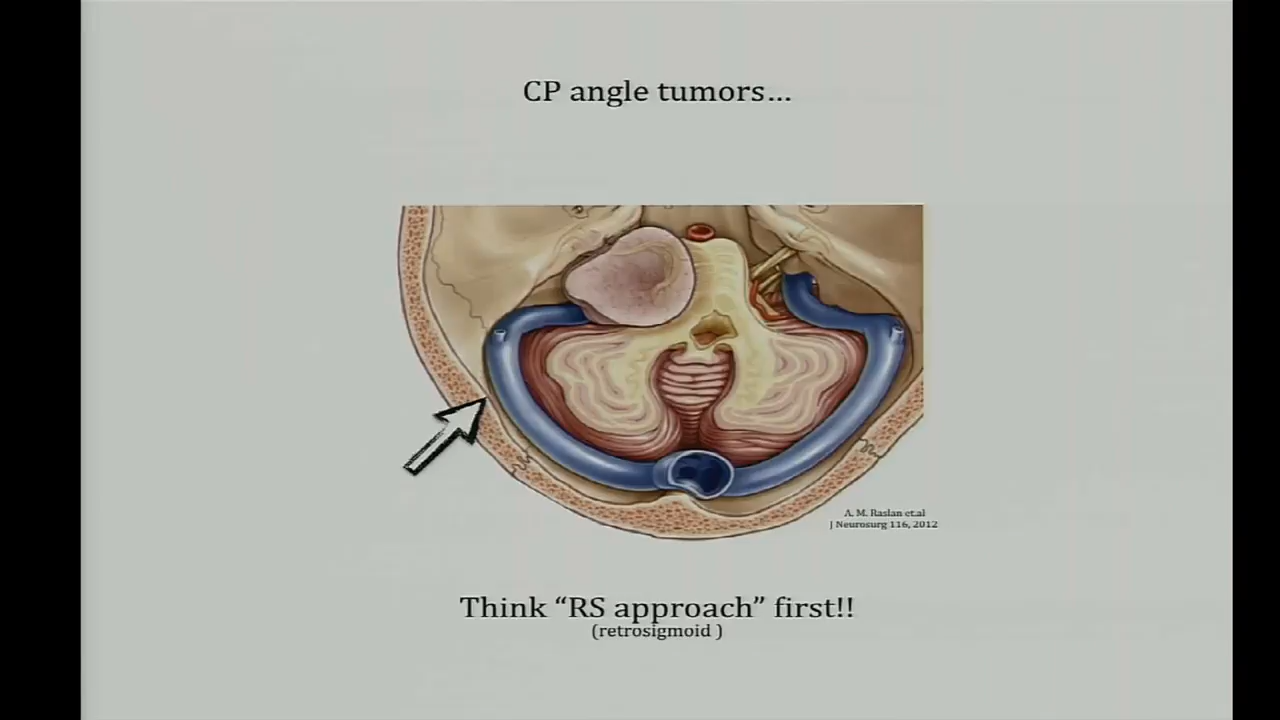 CP angle tumors...
A. M. Raslan et.al
J Neurosurg 116, 2012
Think “RS approach” first!!
(retrosigmoid )